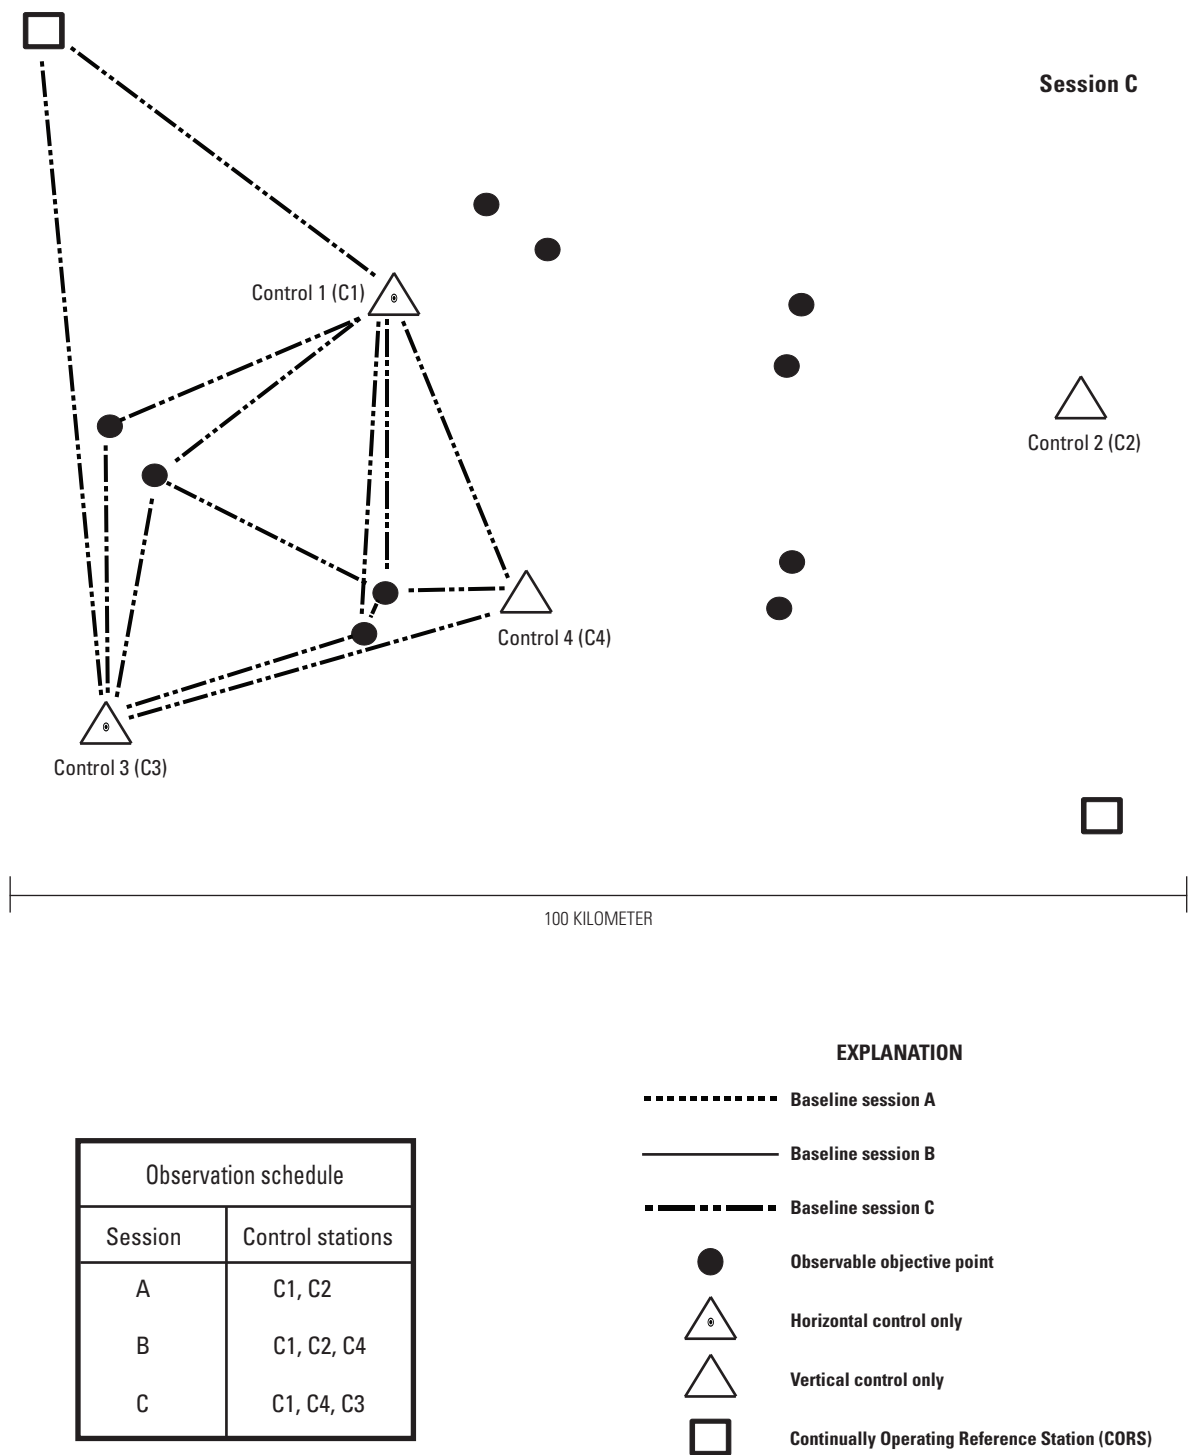 Session C
Control 1 (C1)
Control 2 (C2)
Control 4 (C4)
Control 3 (C3)
100 KILOMETER
Observation schedule
Session Control stations
A C1, C2
B C1, C2, C4
C C1, C4, C3
EXPLANATION
Baseline session A
Baseline session B
Baseline session C
Observable objective point
Horizontal control only
Vertical control only
Continually Operating Reference Station (CORS)